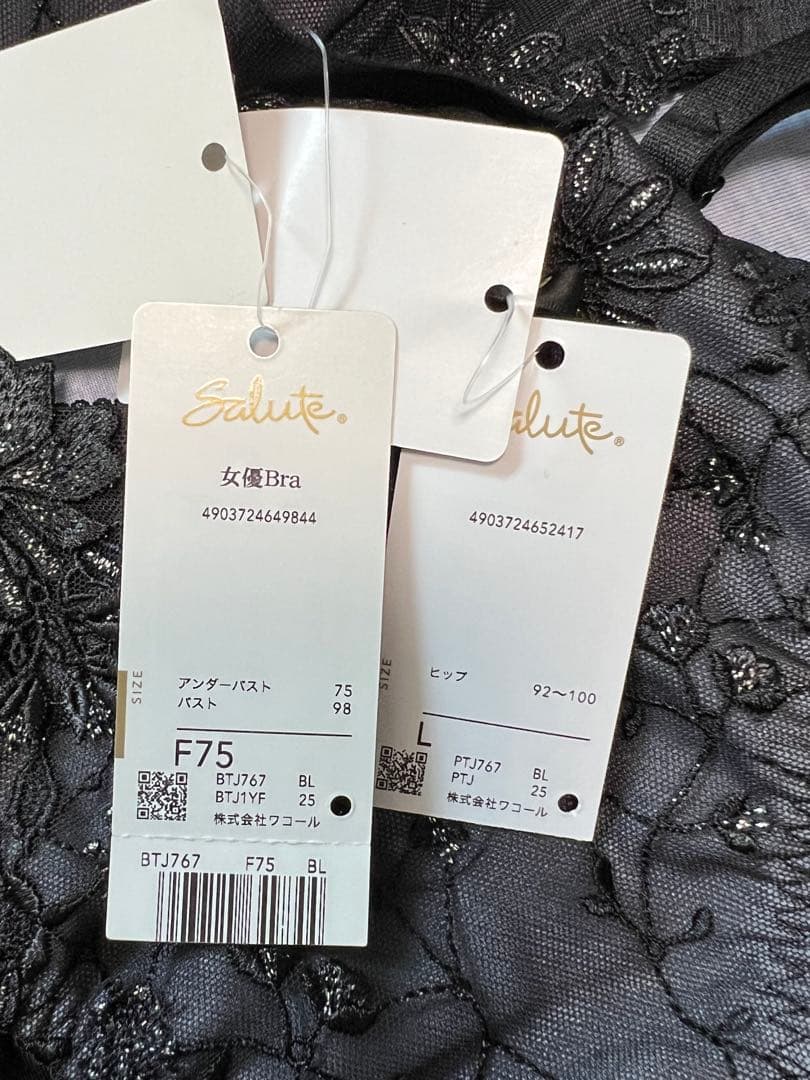 Salute®
女優Bra
4903724649844
SIZE
アンダーバスト 75
バスト 98
F75
BTJ767 BL
BTJ1YF 25
株式会社ワコール
BTJ767 F75 BL
alute®
4903724652417
SIZE
ヒップ 92〜100
L
PTJ767 BL
PTJ 25
株式会社ワコール